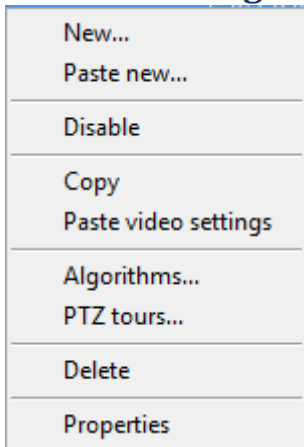 New...
Paste new...
Disable
Copy
Paste video settings
Algorithms...
PTZ tours...
Delete
Properties